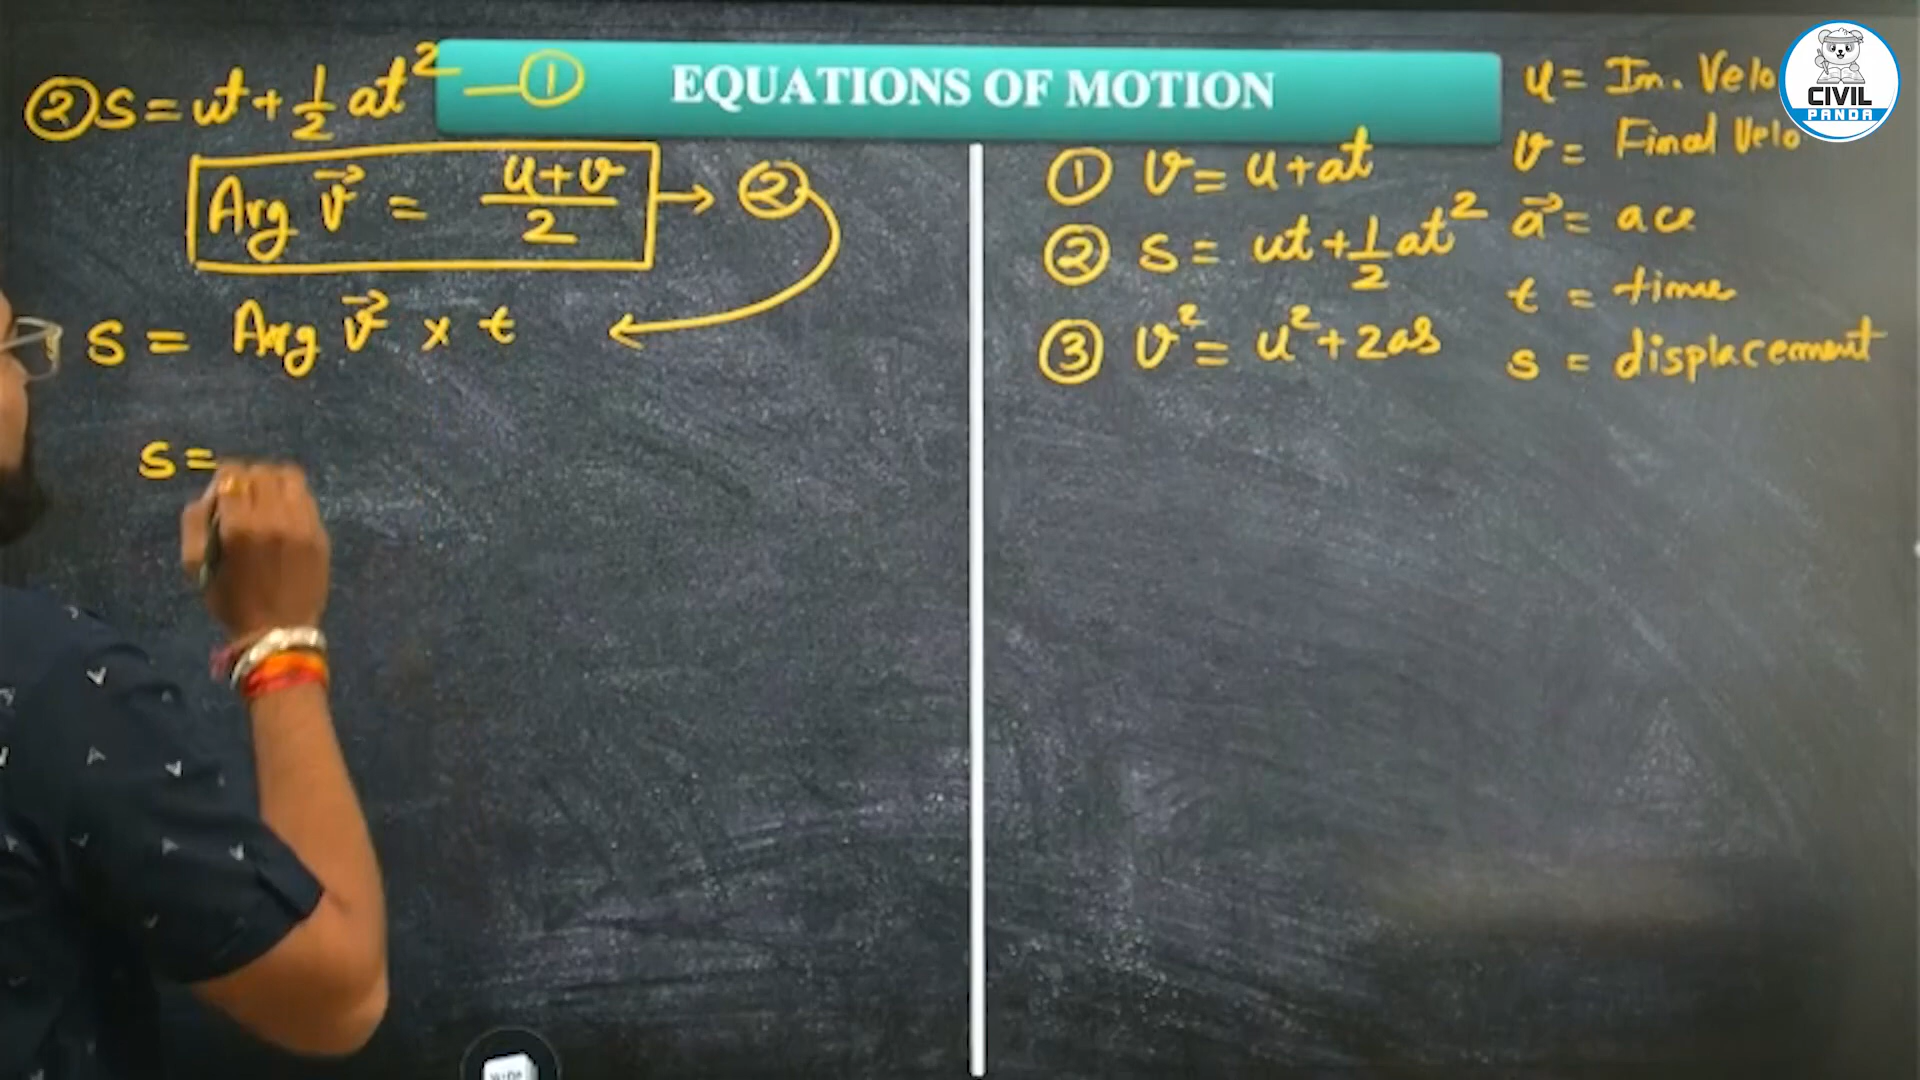 EQUATIONS OF MOTION
② S = ut + 1/2 at² — ①
Avg v⃗ = (u+v)/2 → ②
S = Avg v⃗ × t
S =
① v = u + at
② s = ut + 1/2 at²
③ v² = u² + 2as
u = In. Velo
v = Final Velo
a⃗ = acc
t = time
s = displacement
CIVIL
PANDA